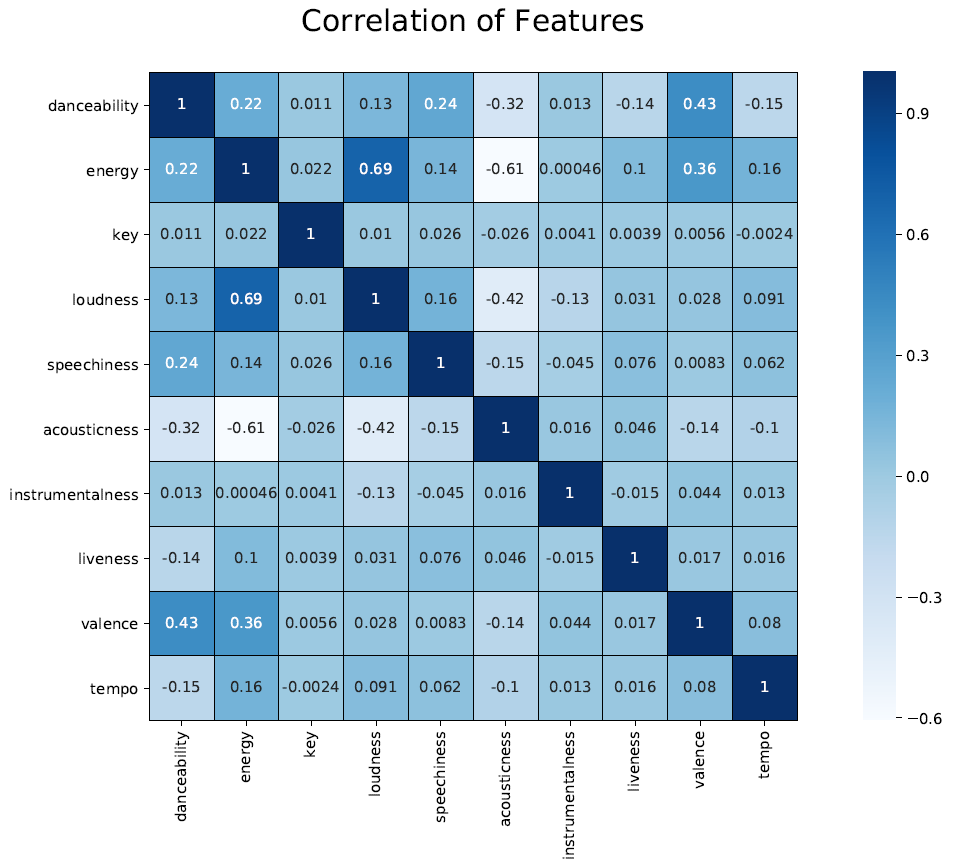 Correlation of Features
danceability 1 0.22 0.011 0.13 0.24 -0.32 0.013 -0.14 0.43 -0.15
energy 0.22 1 0.022 0.69 0.14 -0.61 0.00046 0.1 0.36 0.16
key 0.011 0.022 1 0.01 0.026 -0.026 0.0041 0.0039 0.0056 -0.0024
loudness 0.13 0.69 0.01 1 0.16 -0.42 -0.13 0.031 0.028 0.091
speechiness 0.24 0.14 0.026 0.16 1 -0.15 -0.045 0.076 0.0083 0.062
acousticness -0.32 -0.61 -0.026 -0.42 -0.15 1 0.016 0.046 -0.14 -0.1
instrumentalness 0.013 0.00046 0.0041 -0.13 -0.045 0.016 1 -0.015 0.044 0.013
liveness -0.14 0.1 0.0039 0.031 0.076 0.046 -0.015 1 0.017 0.016
valence 0.43 0.36 0.0056 0.028 0.0083 -0.14 0.044 0.017 1 0.08
tempo -0.15 0.16 -0.0024 0.091 0.062 -0.1 0.013 0.016 0.08 1
danceability energy key loudness speechiness acousticness instrumentalness liveness valence tempo
0.9
0.6
0.3
0.0
−0.3
−0.6